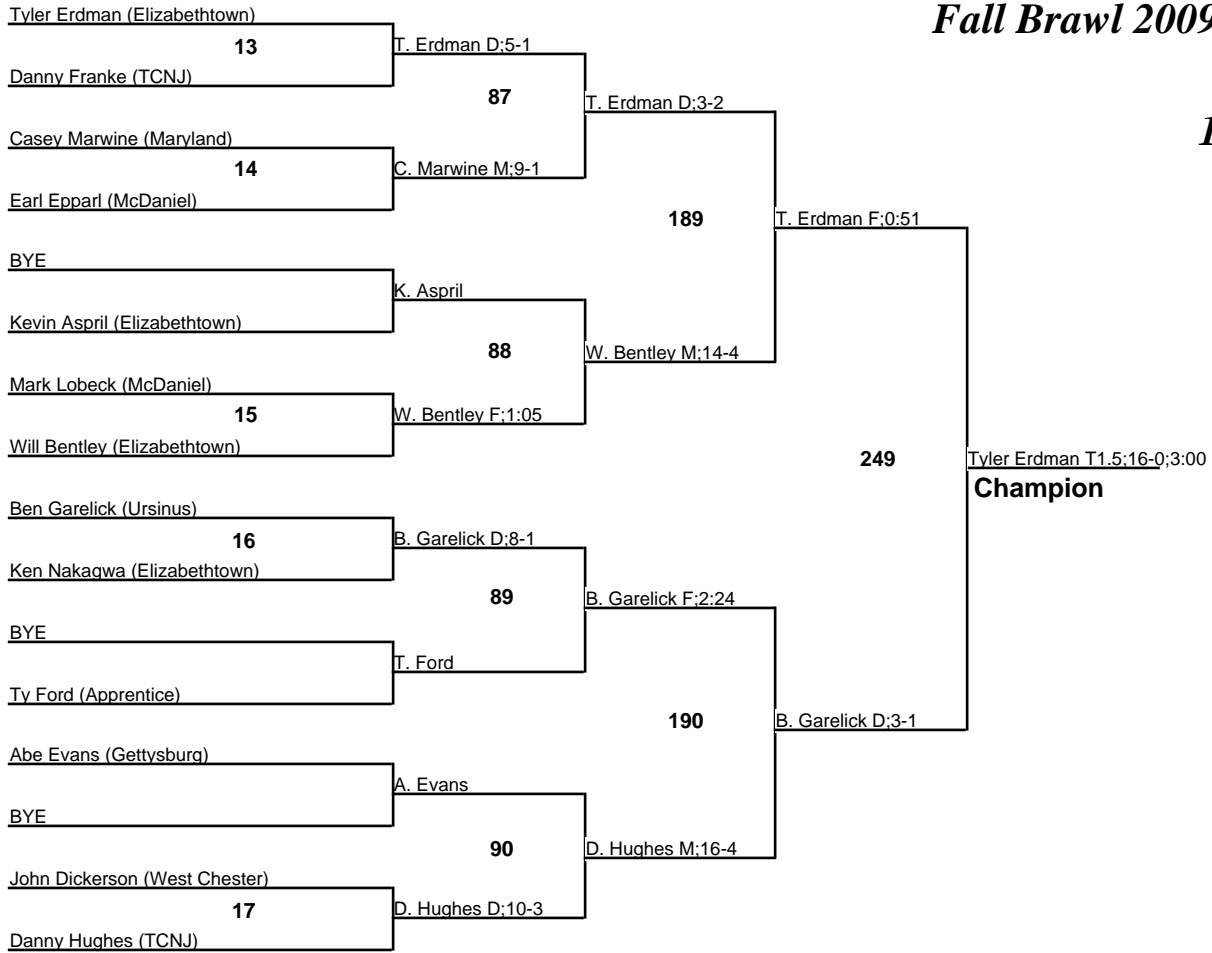 Fall Brawl 2009
Tyler Erdman (Elizabethtown)
13
Danny Franke (TCNJ)
T. Erdman D;5-1
87
T. Erdman D;3-2
Casey Marwine (Maryland)
14
Earl Epparl (McDaniel)
C. Marwine M;9-1
189
T. Erdman F;0:51
BYE
Kevin Aspril (Elizabethtown)
K. Aspril
88
W. Bentley M;14-4
Mark Lobeck (McDaniel)
15
Will Bentley (Elizabethtown)
W. Bentley F;1:05
249
Tyler Erdman T1.5;16-0;3:00
Champion
Ben Garelick (Ursinus)
16
Ken Nakagwa (Elizabethtown)
B. Garelick D;8-1
89
B. Garelick F;2:24
BYE
Ty Ford (Apprentice)
T. Ford
190
B. Garelick D;3-1
Abe Evans (Gettysburg)
BYE
A. Evans
90
D. Hughes M;16-4
John Dickerson (West Chester)
17
Danny Hughes (TCNJ)
D. Hughes D;10-3